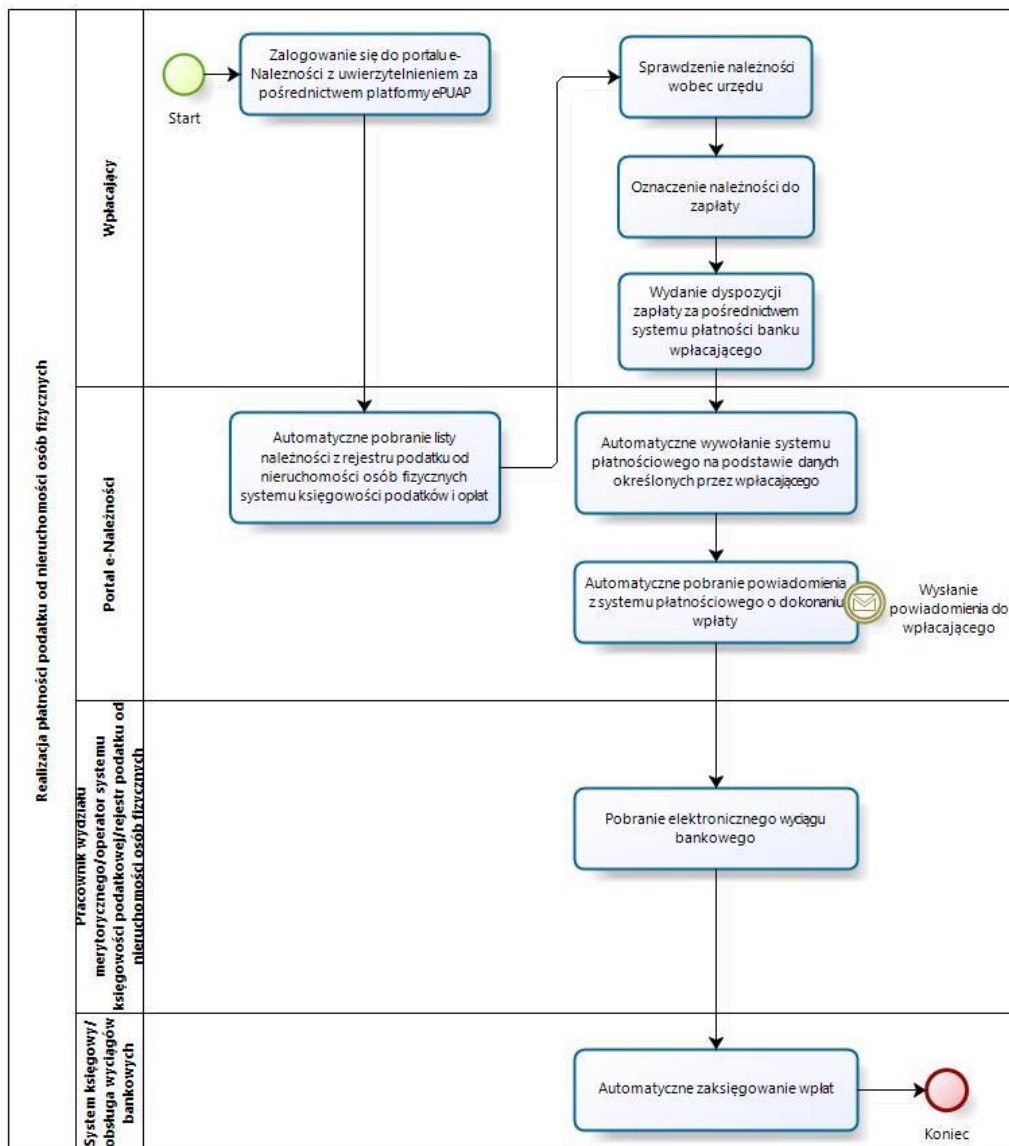 Realizacja płatności podatku od nieruchomości osób fizycznych
Wpłacający
Start
Zalogowanie się do portalu e-
Nalezności z uwierzytelnieniem za
pośrednictwem platformy ePUAP
Sprawdzenie należności
wobec urzędu
Oznaczenie należności do
zapłaty
Wydanie dyspozycji
zapłaty za pośrednictwem
systemu płatności banku
wpłacającego
Portal e-Należności
Automatyczne pobranie listy
należności z rejestru podatku od
nieruchomości osób fizycznych
systemu księgowości podatków i opłat
Automatyczne wywołanie systemu
płatnościowego na podstawie danych
określonych przez wpłacającego
Automatyczne pobranie powiadomienia
z systemu płatnościowego o dokonaniu
wpłaty
Wysłanie
powiadomienia do
wpłacającego
Pracownik wydziału
merytorycznego/operator systemu
księgowości podatkowej/rejestr podatku od
nieruchomości osób fizycznych
Pobranie elektronicznego wyciągu
bankowego
System księgowy/
obsługa wyciągów
bankowych
Automatyczne zaksięgowanie wpłat
Koniec